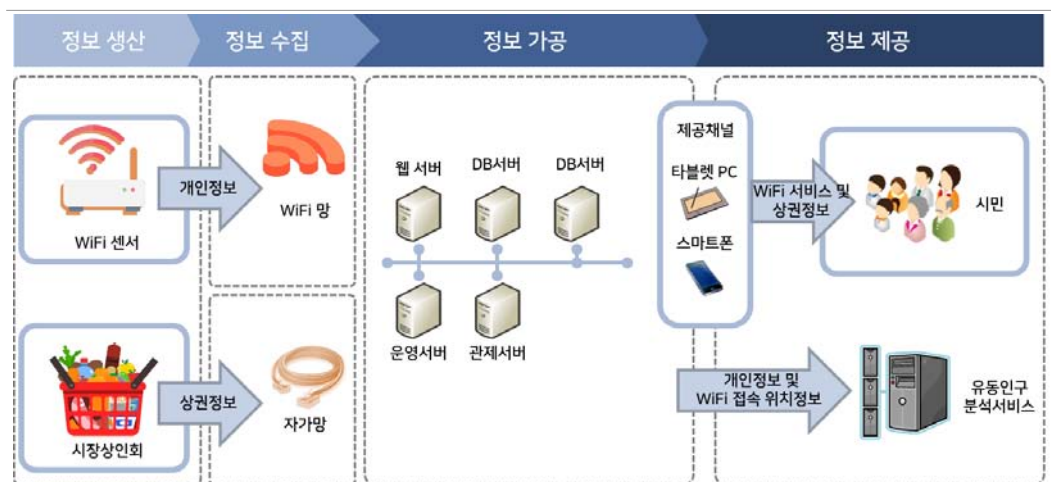 정보 생산
정보 수집
정보 가공
정보 제공
WiFi 센서
개인정보
WiFi 망
시장상인회
상권정보
자가망
웹 서버
DB서버
DB서버
운영서버
관제서버
제공채널
타블렛 PC
스마트폰
WiFi 서비스 및
상권정보
시민
개인정보 및
WiFi 접속 위치정보
유동인구
분석서비스